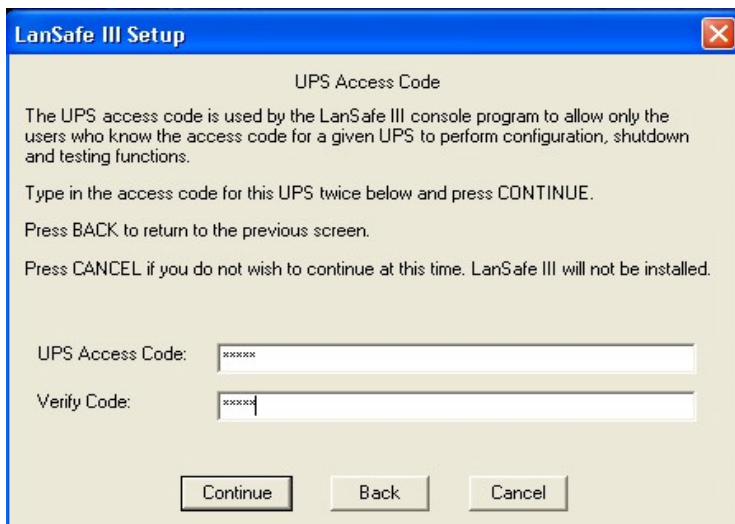 LanSafe III Setup
UPS Access Code
The UPS access code is used by the LanSafe III console program to allow only the
users who know the access code for a given UPS to perform configuration, shutdown
and testing functions.
Type in the access code for this UPS twice below and press CONTINUE.
Press BACK to return to the previous screen.
Press CANCEL if you do not wish to continue at this time. LanSafe III will not be installed.
UPS Access Code: *****
Verify Code: *****
Continue Back Cancel